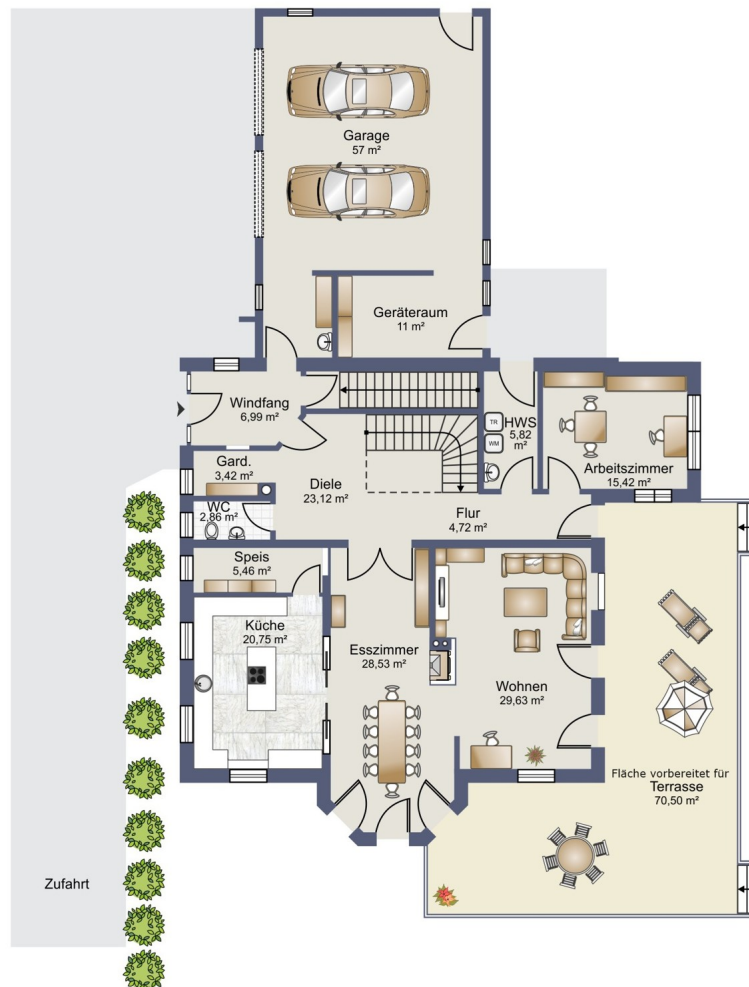 Garage
57 m²
Geräteraum
11 m²
Windfang
6,99 m²
HWS
5,82
m²
TR
WM
Arbeitszimmer
15,42 m²
Gard.
3,42 m²
Diele
23,12 m²
WC
2,86 m²
Flur
4,72 m²
Speis
5,46 m²
Küche
20,75 m²
Esszimmer
28,53 m²
Wohnen
29,63 m²
Fläche vorbereitet für
Terrasse
70,50 m²
Zufahrt